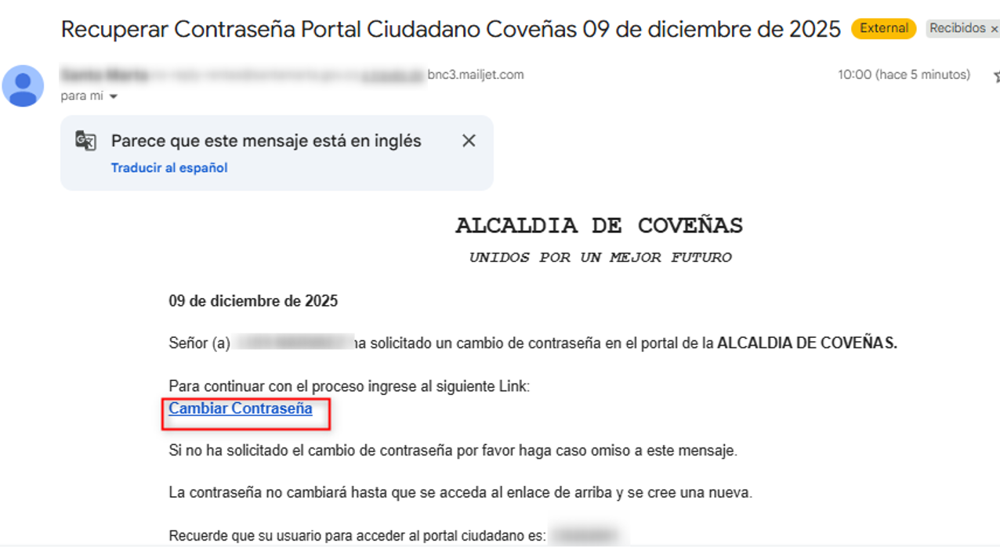 Recuperar Contraseña Portal Ciudadano Coveñas 09 de diciembre de 2025 External Recibidos ×
bnc3.mailjet.com 10:00 (hace 5 minutos)
para mí
Parece que este mensaje está en inglés
Traducir al español
ALCALDIA DE COVEÑAS
UNIDOS POR UN MEJOR FUTURO
09 de diciembre de 2025
Señor (a) ha solicitado un cambio de contraseña en el portal de la ALCALDIA DE COVEÑAS.
Para continuar con el proceso ingrese al siguiente Link:
Cambiar Contraseña
Si no ha solicitado el cambio de contraseña por favor haga caso omiso a este mensaje.
La contraseña no cambiará hasta que se acceda al enlace de arriba y se cree una nueva.
Recuerde que su usuario para acceder al portal ciudadano es: